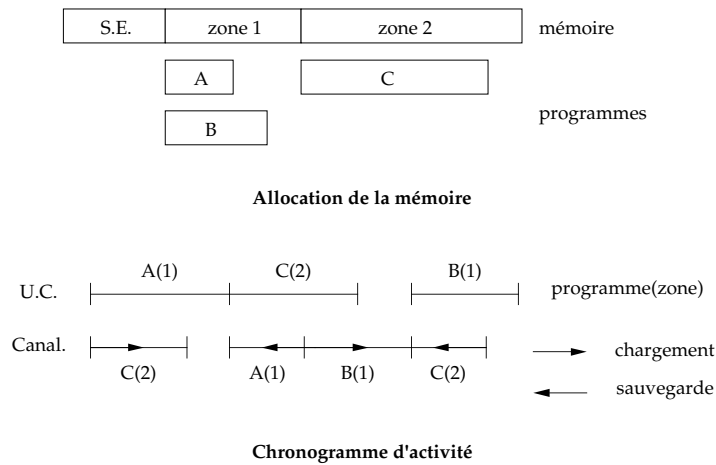 S.E. zone 1 zone 2 mémoire
A C
B programmes
Allocation de la mémoire
A(1) C(2) B(1)
U.C. programme(zone)
Canal. chargement
C(2) A(1) B(1) C(2)
sauvegarde
Chronogramme d'activité